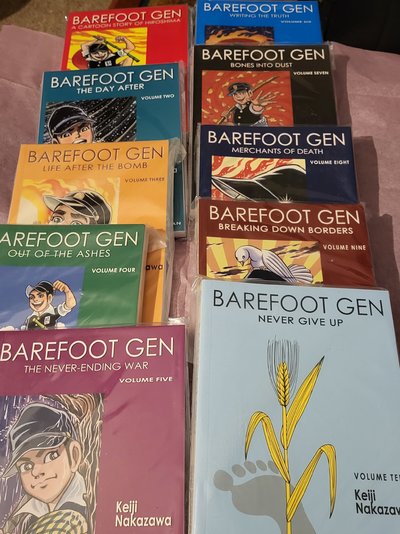 BAREFOOT GEN
A CARTOON STORY OF HIROSHIMA
BAREFOOT GEN
THE DAY AFTER
VOLUME TWO
BAREFOOT GEN
LIFE AFTER THE BOMB
VOLUME THREE
BAREFOOT GEN
OUT OF THE ASHES
VOLUME FOUR
Nakazawa
BAREFOOT GEN
THE NEVER-ENDING WAR
VOLUME FIVE
Keiji
Nakazawa
WRITING THE TRUTH
VOLUME SIX
BAREFOOT GEN
BONES INTO DUST
VOLUME SEVEN
BAREFOOT GEN
MERCHANTS OF DEATH
VOLUME EIGHT
BAREFOOT GEN
BREAKING DOWN BORDERS
VOLUME NINE
BAREFOOT GEN
NEVER GIVE UP
VOLUME TEN
Keiji
Nakazawa